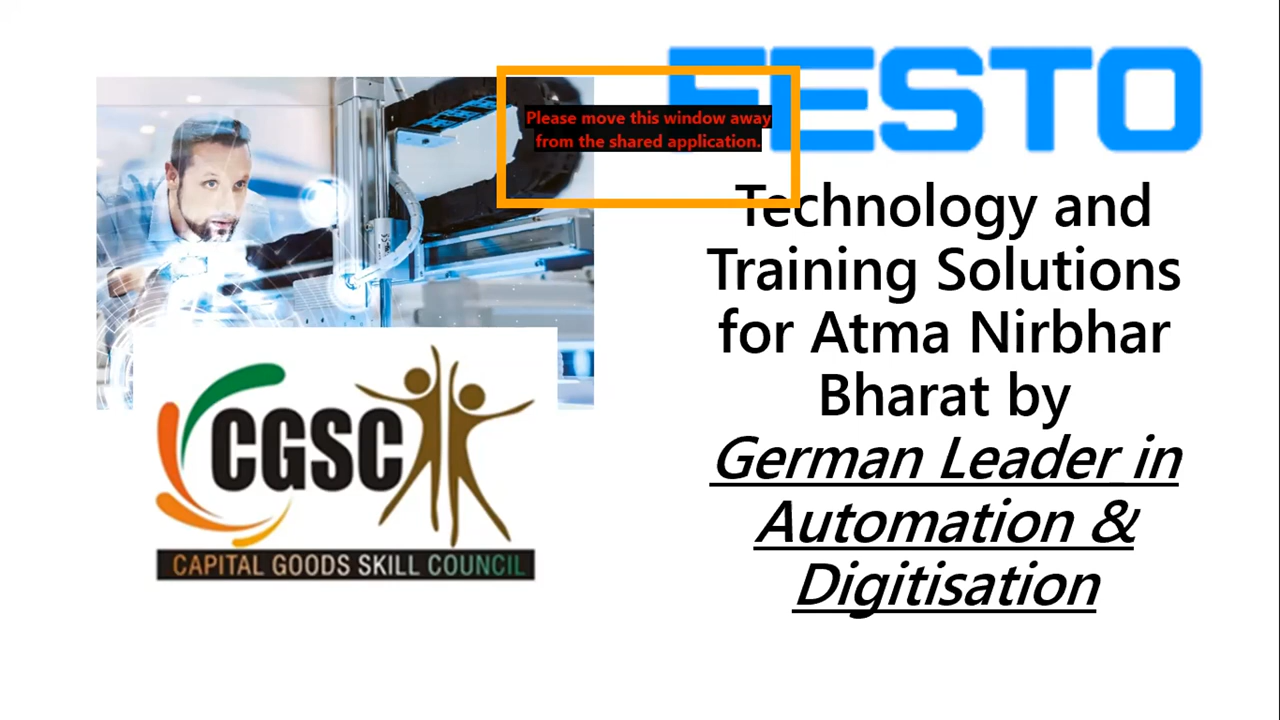 FESTO
Please move this window away
from the shared application.
Technology and
Training Solutions
for Atma Nirbhar
Bharat by
German Leader in
Automation &
Digitisation
CGSC
CAPITAL GOODS SKILL COUNCIL